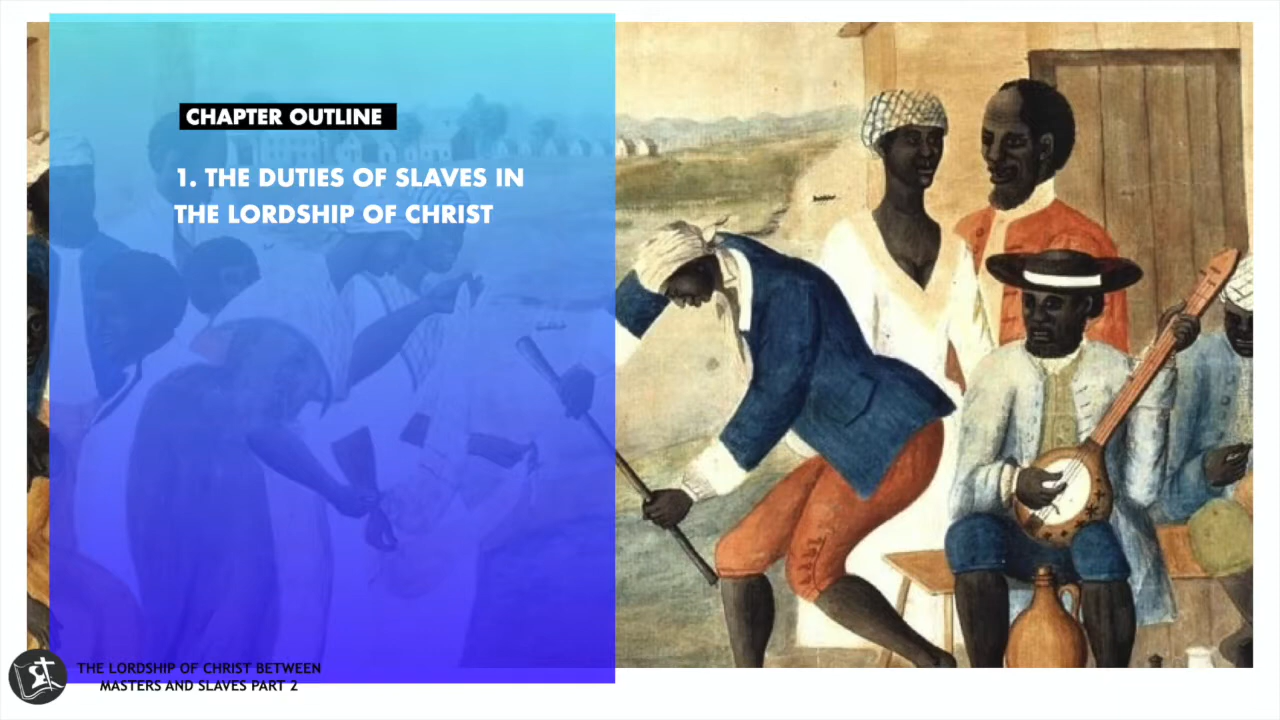 CHAPTER OUTLINE
1. THE DUTIES OF SLAVES IN
THE LORDSHIP OF CHRIST
THE LORDSHIP OF CHRIST BETWEEN
MASTERS AND SLAVES PART 2